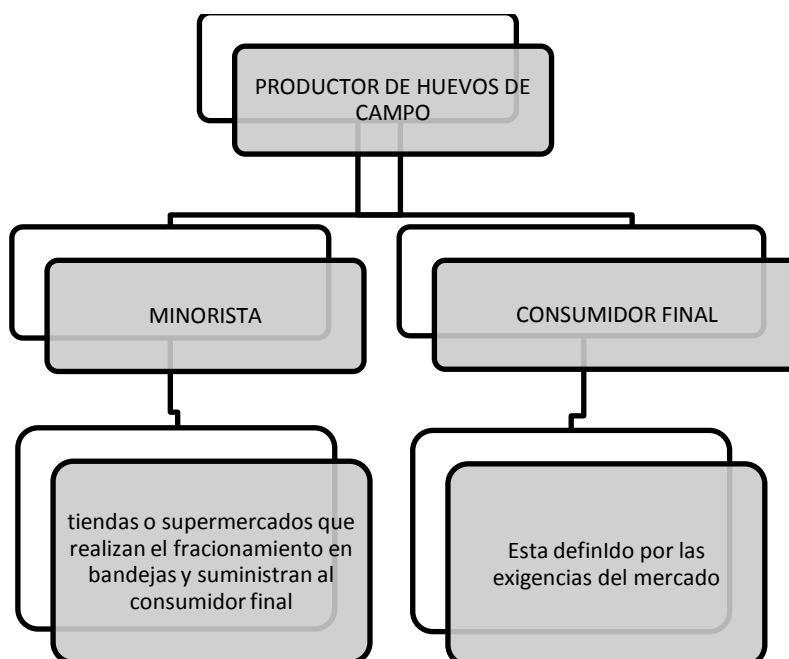 PRODUCTOR DE HUEVOS DE
CAMPO
MINORISTA
CONSUMIDOR FINAL
tiendas o supermercados que
realizan el fracionamiento en
bandejas y suministran al
consumidor final
Esta definIdo por las
exigencias del mercado